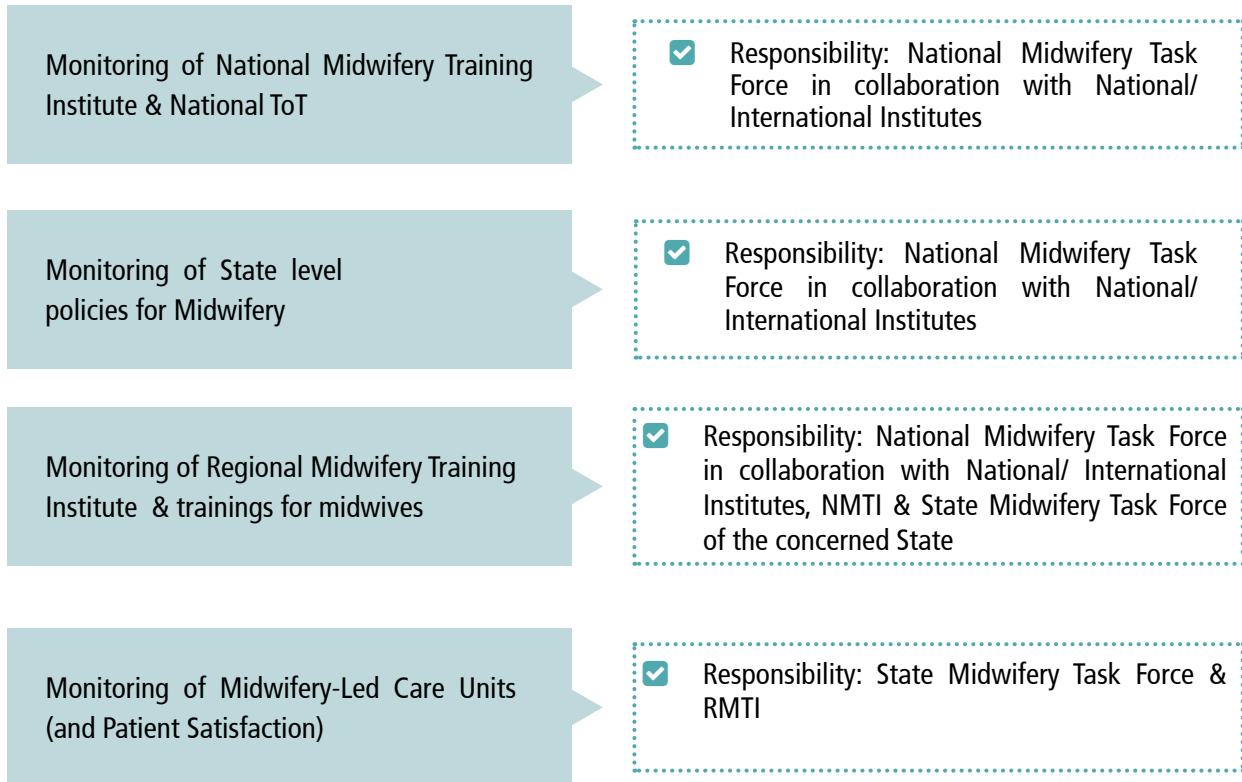 Monitoring of National Midwifery Training
Institute & National ToT
Responsibility: National Midwifery Task
Force in collaboration with National/
International Institutes
Monitoring of State level
policies for Midwifery
Responsibility: National Midwifery Task
Force in collaboration with National/
International Institutes
Monitoring of Regional Midwifery Training
Institute & trainings for midwives
Responsibility: National Midwifery Task Force
in collaboration with National/ International
Institutes, NMTI & State Midwifery Task Force
of the concerned State
Monitoring of Midwifery-Led Care Units
(and Patient Satisfaction)
Responsibility: State Midwifery Task Force &
RMTI